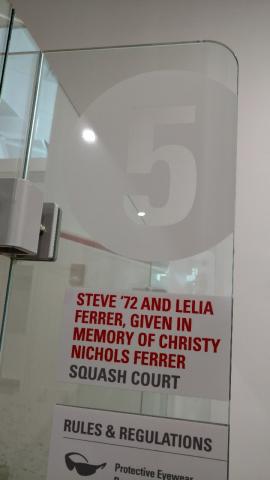 5
STEVE '72 AND LELIA
FERRER, GIVEN IN
MEMORY OF CHRISTY
NICHOLS FERRER
SQUASH COURT
RULES & REGULATIONS
Protective Eyewear